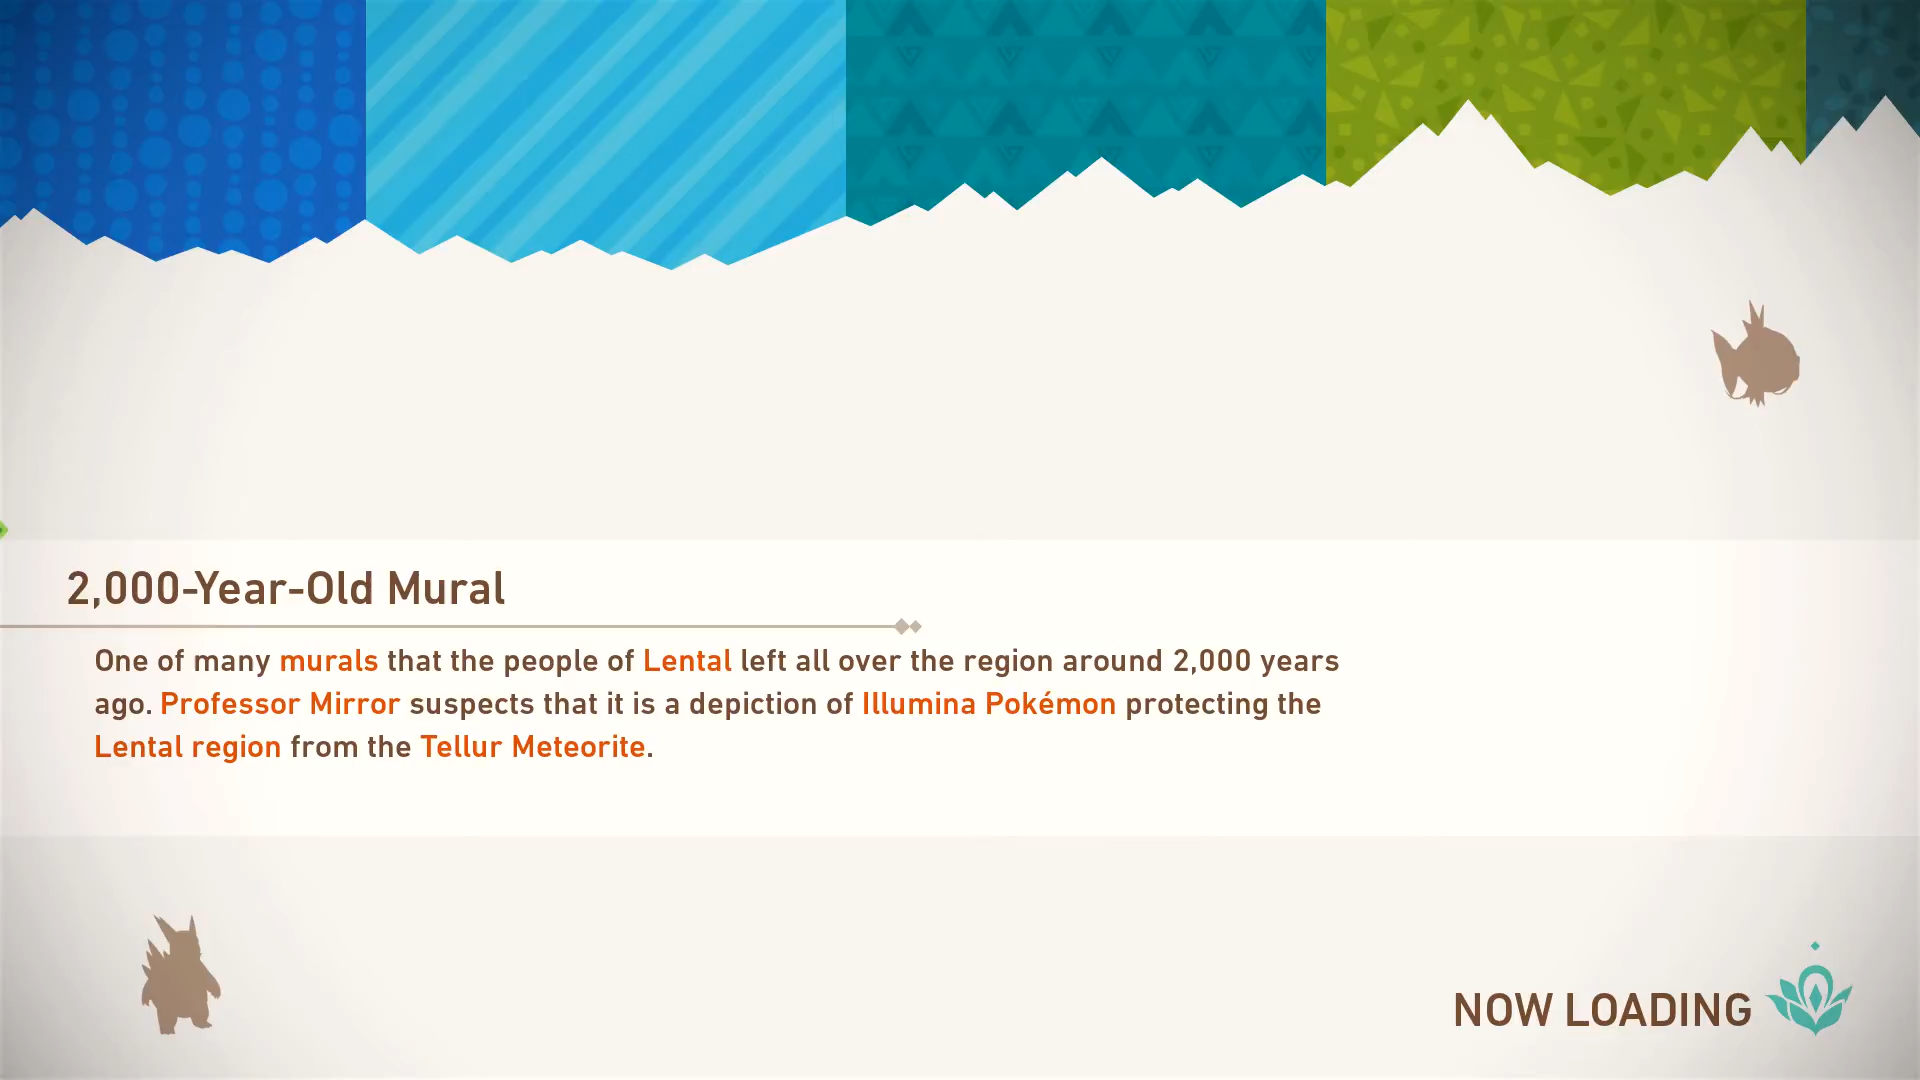 2,000-Year-Old Mural
One of many murals that the people of Lental left all over the region around 2,000 years
ago. Professor Mirror suspects that it is a depiction of Illumina Pokémon protecting the
Lental region from the Tellur Meteorite.
NOW LOADING